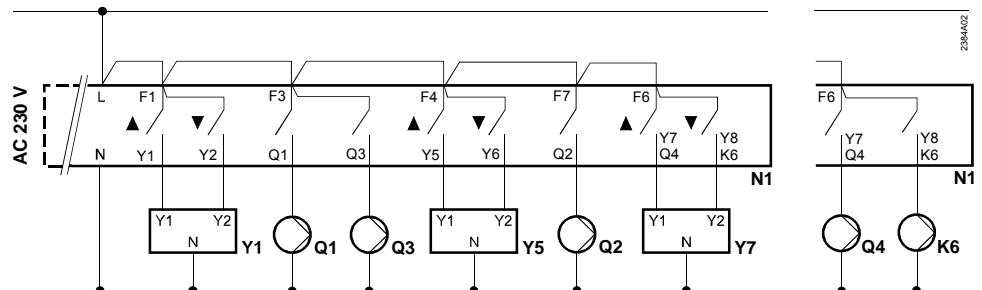 2384A02
AC 230 V
L F1 F3 F4 F7 F6 F6
▲ ▼ ▲ ▼ ▲ ▼
Y7 Y8 Y7 Y8
N Y1 Y2 Q1 Q3 Y5 Y6 Q2 Q4 K6 Q4 K6
N1 N1
Y1 Y2 Y1 Y2 Y1 Y2
N Y1 Q1 Q3 N Y5 Q2 N Y7 Q4 K6